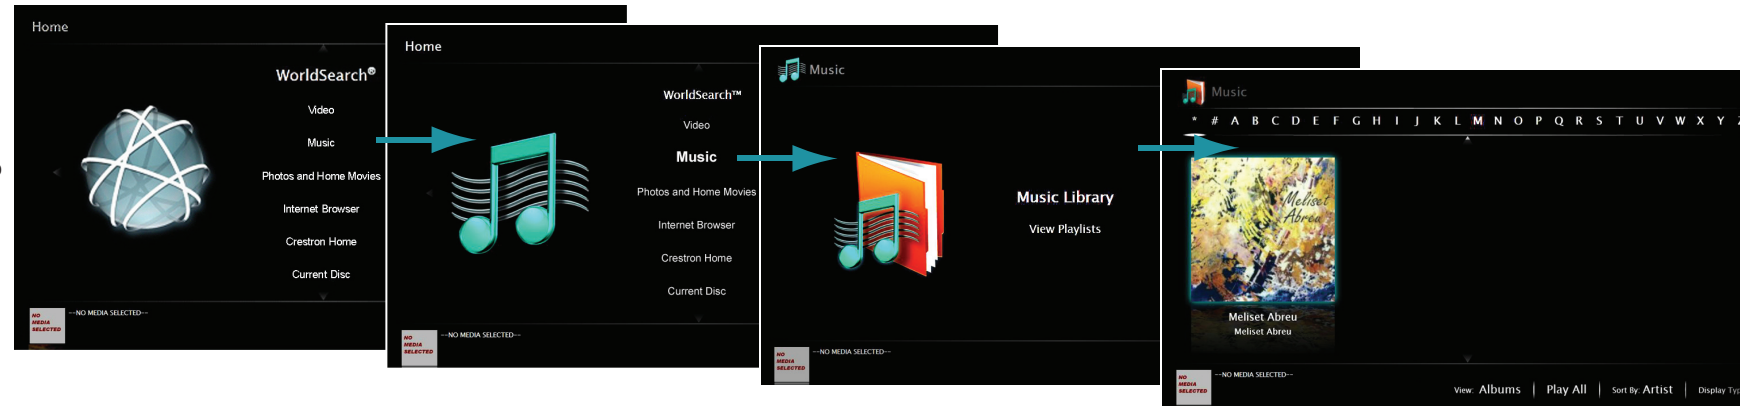 Home
WorldSearch®
Video
Music
Photos and Home Movies
Internet Browser
Crestron Home
Current Disc
NO
MEDIA
SELECTED
--NO MEDIA SELECTED--
Home
WorldSearch™
Video
Music
Photos and Home Movies
Internet Browser
Crestron Home
Current Disc
NO
MEDIA
SELECTED
--NO MEDIA SELECTED--
Music
Music Library
View Playlists
NO
MEDIA
SELECTED
--NO MEDIA SELECTED--
Music
* # A B C D E F G H I J K L M N O P Q R S T U V W X Y Z
Meliset
Abreu
Meliset Abreu
Meliset Abreu
NO
MEDIA
SELECTED
--NO MEDIA SELECTED--
View: Albums | Play All | Sort By: Artist | Display Typ